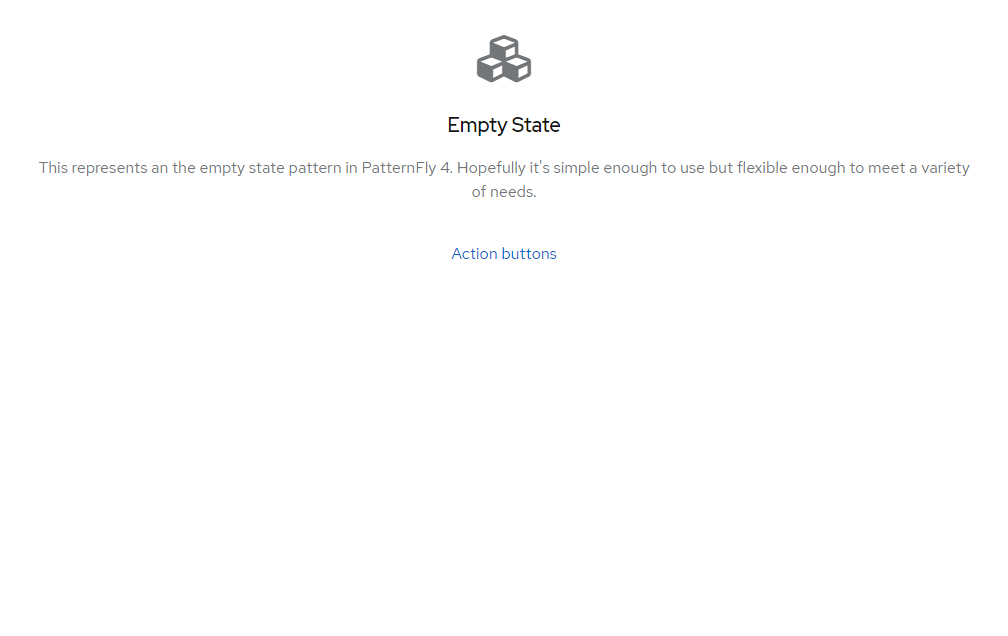 Empty State
This represents an the empty state pattern in PatternFly 4. Hopefully it's simple enough to use but flexible enough to meet a variety
of needs.
Action buttons